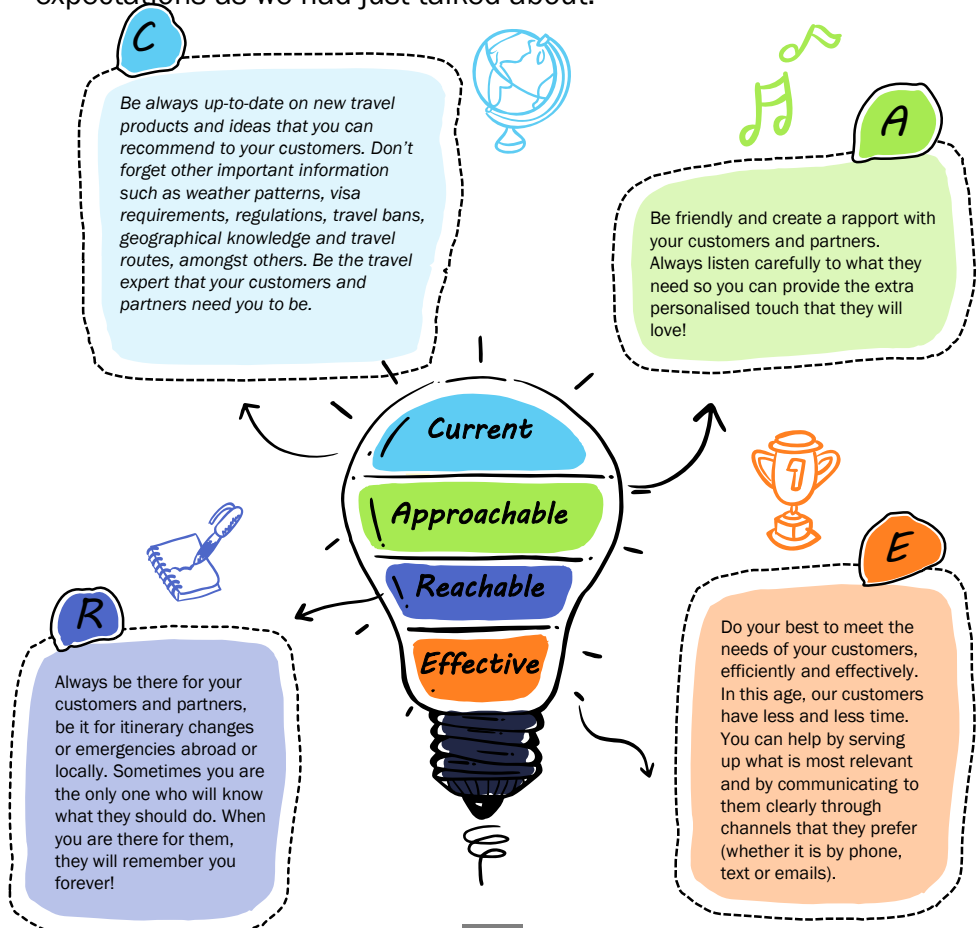 expectations as we had just talked about.
C
Be always up-to-date on new travel
products and ideas that you can
recommend to your customers. Don't
forget other important information
such as weather patterns, visa
requirements, regulations, travel bans,
geographical knowledge and travel
routes, amongst others. Be the travel
expert that your customers and
partners need you to be.
A
Be friendly and create a rapport with
your customers and partners.
Always listen carefully to what they
need so you can provide the extra
personalised touch that they will
love!
Current
Approachable
Reachable
Effective
1
R
Always be there for your
customers and partners,
be it for itinerary changes
or emergencies abroad or
locally. Sometimes you are
the only one who will know
what they should do. When
you are there for them,
they will remember you
forever!
E
Do your best to meet the
needs of your customers,
efficiently and effectively.
In this age, our customers
have less and less time.
You can help by serving
up what is most relevant
and by communicating to
them clearly through
channels that they prefer
(whether it is by phone,
text or emails).